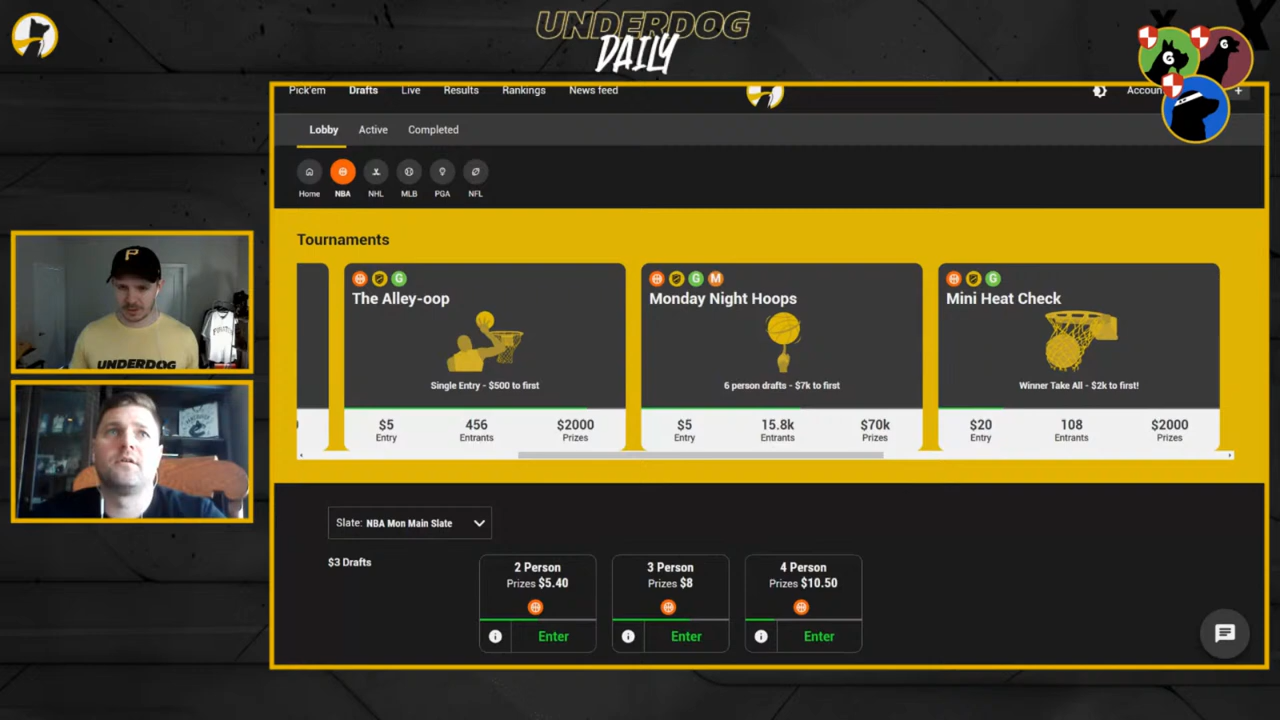 UNDERDOG
DAILY
Pick'em Drafts Live Results Rankings News feed
Lobby Active Completed
Home NBA NHL MLB PGA NFL
Tournaments
G
The Alley-oop
Single Entry - $500 to first
$5 456 $2000
Entry Entrants Prizes
G M
Monday Night Hoops
6 person drafts - $7k to first
$5 15.8k $70k
Entry Entrants Prizes
G
Mini Heat Check
Winner Take All - $2k to first!
$20 108 $2000
Entry Entrants Prizes
Slate: NBA Mon Main Slate
$3 Drafts
2 Person
Prizes $5.40
Enter
3 Person
Prizes $8
Enter
4 Person
Prizes $10.50
Enter
G
G
P
UNDERDOG